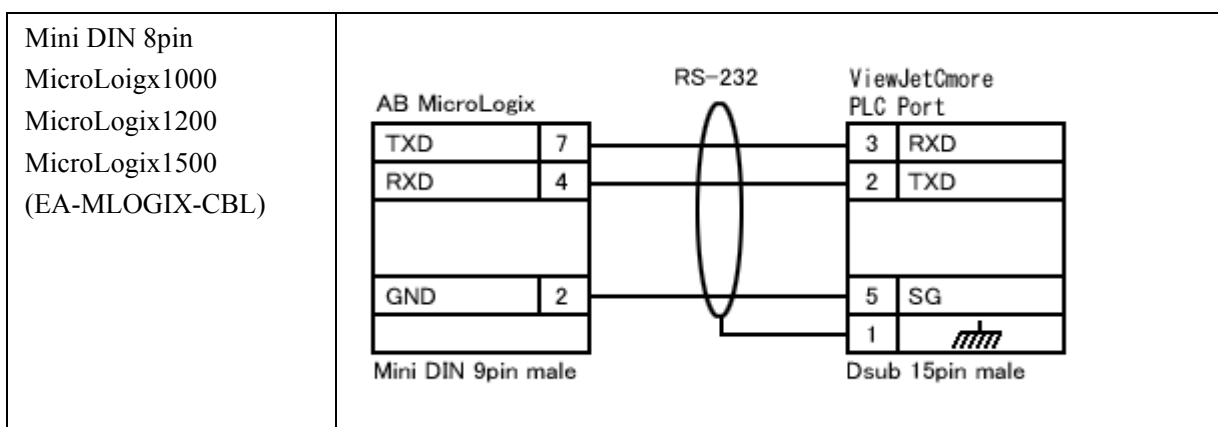 Mini DIN 8pin
MicroLoigx1000
MicroLogix1200
MicroLogix1500
(EA-MLOGIX-CBL)
RS-232
AB MicroLogix
ViewJetCmore
PLC Port
TXD 7 3 RXD
RXD 4 2 TXD
GND 2 5 SG
1
Mini DIN 9pin male
Dsub 15pin male